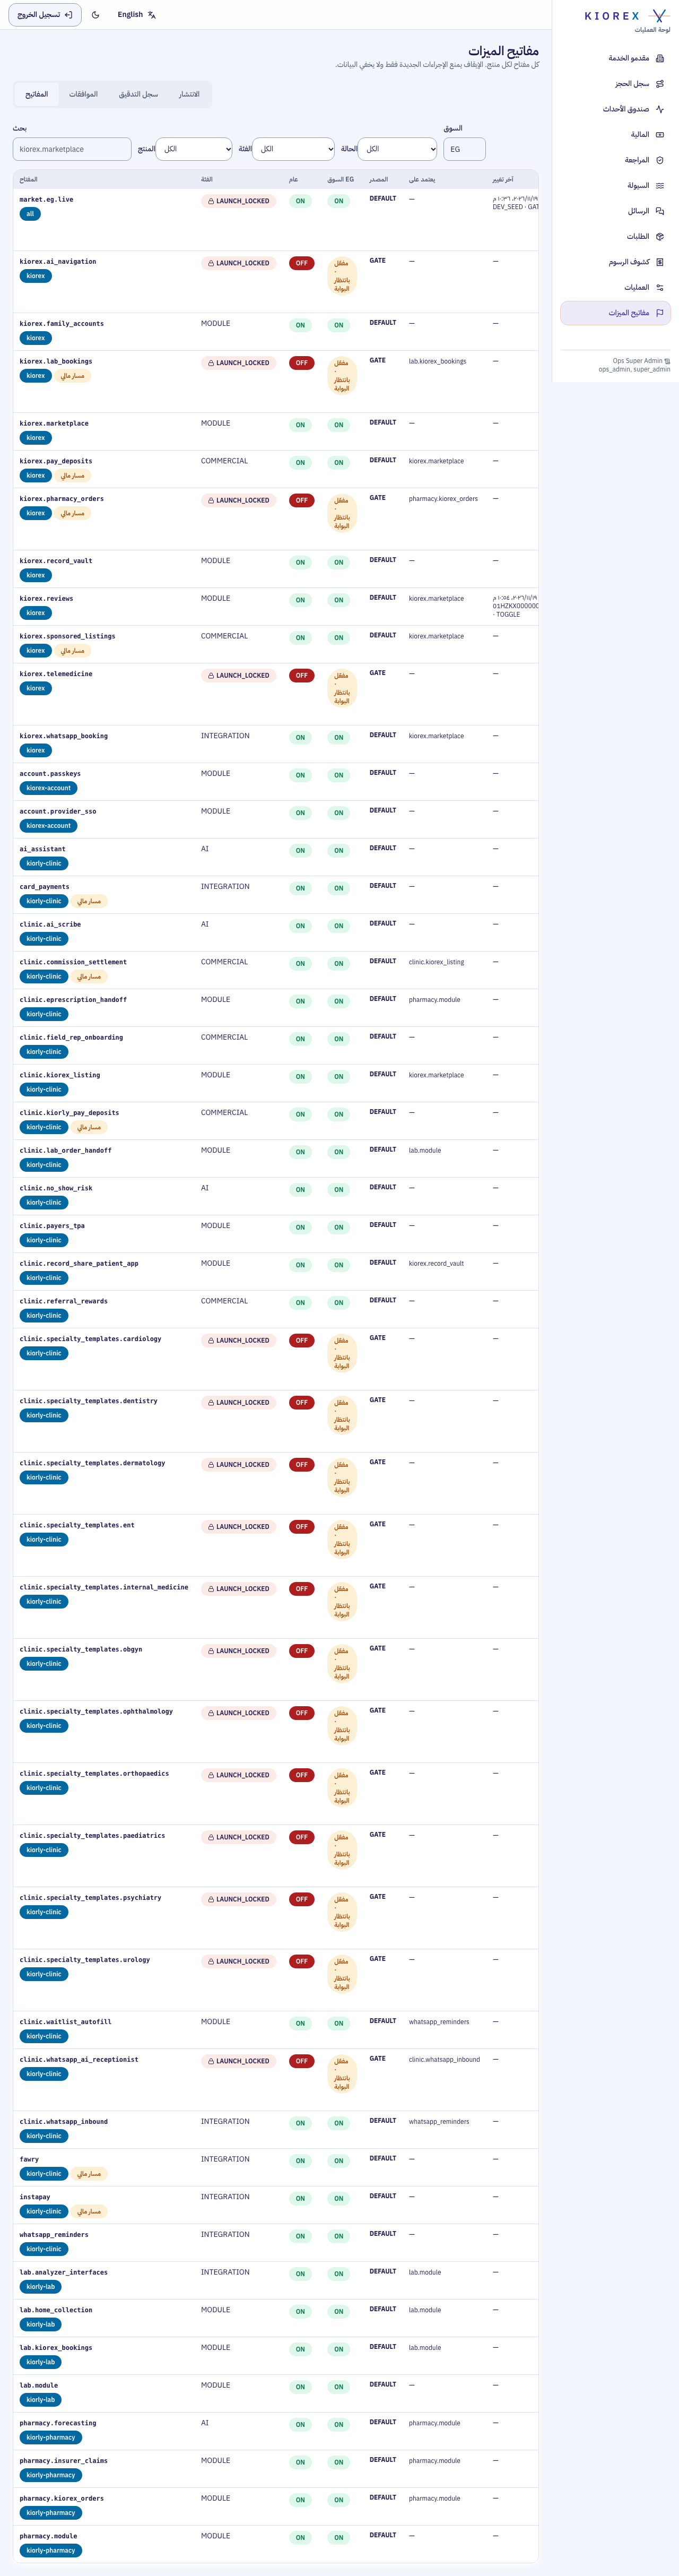 KIOREX
لوحة العمليات
مقدمو الخدمة
سجل الحجز
صندوق الأحداث
المالية
المراجعة
السيولة
الرسائل
الطلبات
كشوف الرسوم
العمليات
مفاتيح الميزات
Ops Super Admin
ops_admin, super_admin
English
تسجيل الخروج
مفاتيح الميزات
كل مفتاح لكل منتج. الإيقاف يمنع الإجراءات الجديدة فقط ولا يخفي البيانات.
المفاتيح
الموافقات
سجل التدقيق
الانتشار
بحث
kiorex.marketplace
المنتج
الكل
الفئة
الكل
الحالة
الكل
السوق
EG
المفتاح الفئة عام السوق EG المصدر يعتمد على آخر تغيير
market.eg.live LAUNCH_LOCKED ON ON DEFAULT —
all
DEV_SEED · GAT
kiorex.ai_navigation LAUNCH_LOCKED OFF مقفل · بانتظار البوابة GATE — —
kiorex
kiorex.family_accounts MODULE ON ON DEFAULT — —
kiorex
kiorex.lab_bookings LAUNCH_LOCKED OFF مقفل · بانتظار البوابة GATE lab.kiorex_bookings —
kiorex مسار مالي
kiorex.marketplace MODULE ON ON DEFAULT — —
kiorex
kiorex.pay_deposits COMMERCIAL ON ON DEFAULT kiorex.marketplace —
kiorex مسار مالي
kiorex.pharmacy_orders LAUNCH_LOCKED OFF مقفل · بانتظار البوابة GATE pharmacy.kiorex_orders —
kiorex مسار مالي
kiorex.record_vault MODULE ON ON DEFAULT — —
kiorex
kiorex.reviews MODULE ON ON DEFAULT kiorex.marketplace
kiorex
01HZKX00000C
· TOGGLE
kiorex.sponsored_listings COMMERCIAL ON ON DEFAULT kiorex.marketplace —
kiorex مسار مالي
kiorex.telemedicine LAUNCH_LOCKED OFF مقفل · بانتظار البوابة GATE — —
kiorex
kiorex.whatsapp_booking INTEGRATION ON ON DEFAULT kiorex.marketplace —
kiorex
account.passkeys MODULE ON ON DEFAULT — —
kiorex-account
account.provider_sso MODULE ON ON DEFAULT — —
kiorex-account
ai_assistant AI ON ON DEFAULT — —
kiorly-clinic
card_payments INTEGRATION ON ON DEFAULT — —
kiorly-clinic مسار مالي
clinic.ai_scribe AI ON ON DEFAULT — —
kiorly-clinic
clinic.commission_settlement COMMERCIAL ON ON DEFAULT clinic.kiorex_listing —
kiorly-clinic مسار مالي
clinic.eprescription_handoff MODULE ON ON DEFAULT pharmacy.module —
kiorly-clinic
clinic.field_rep_onboarding COMMERCIAL ON ON DEFAULT — —
kiorly-clinic
clinic.kiorex_listing MODULE ON ON DEFAULT kiorex.marketplace —
kiorly-clinic
clinic.kiorly_pay_deposits COMMERCIAL ON ON DEFAULT — —
kiorly-clinic مسار مالي
clinic.lab_order_handoff MODULE ON ON DEFAULT lab.module —
kiorly-clinic
clinic.no_show_risk AI ON ON DEFAULT — —
kiorly-clinic
clinic.payers_tpa MODULE ON ON DEFAULT — —
kiorly-clinic
clinic.record_share_patient_app MODULE ON ON DEFAULT kiorex.record_vault —
kiorly-clinic
clinic.referral_rewards COMMERCIAL ON ON DEFAULT — —
kiorly-clinic
clinic.specialty_templates.cardiology LAUNCH_LOCKED OFF مقفل · بانتظار البوابة GATE — —
kiorly-clinic
clinic.specialty_templates.dentistry LAUNCH_LOCKED OFF مقفل · بانتظار البوابة GATE — —
kiorly-clinic
clinic.specialty_templates.dermatology LAUNCH_LOCKED OFF مقفل · بانتظار البوابة GATE — —
kiorly-clinic
clinic.specialty_templates.ent LAUNCH_LOCKED OFF مقفل · بانتظار البوابة GATE — —
kiorly-clinic
clinic.specialty_templates.internal_medicine LAUNCH_LOCKED OFF مقفل · بانتظار البوابة GATE — —
kiorly-clinic
clinic.specialty_templates.obgyn LAUNCH_LOCKED OFF مقفل · بانتظار البوابة GATE — —
kiorly-clinic
clinic.specialty_templates.ophthalmology LAUNCH_LOCKED OFF مقفل · بانتظار البوابة GATE — —
kiorly-clinic
clinic.specialty_templates.orthopaedics LAUNCH_LOCKED OFF مقفل · بانتظار البوابة GATE — —
kiorly-clinic
clinic.specialty_templates.paediatrics LAUNCH_LOCKED OFF مقفل · بانتظار البوابة GATE — —
kiorly-clinic
clinic.specialty_templates.psychiatry LAUNCH_LOCKED OFF مقفل · بانتظار البوابة GATE — —
kiorly-clinic
clinic.specialty_templates.urology LAUNCH_LOCKED OFF مقفل · بانتظار البوابة GATE — —
kiorly-clinic
clinic.waitlist_autofill MODULE ON ON DEFAULT whatsapp_reminders —
kiorly-clinic
clinic.whatsapp_ai_receptionist LAUNCH_LOCKED OFF مقفل · بانتظار البوابة GATE clinic.whatsapp_inbound —
kiorly-clinic
clinic.whatsapp_inbound INTEGRATION ON ON DEFAULT whatsapp_reminders —
kiorly-clinic
fawry INTEGRATION ON ON DEFAULT — —
kiorly-clinic مسار مالي
instapay INTEGRATION ON ON DEFAULT — —
kiorly-clinic مسار مالي
whatsapp_reminders INTEGRATION ON ON DEFAULT — —
kiorly-clinic
lab.analyzer_interfaces INTEGRATION ON ON DEFAULT lab.module —
kiorly-lab
lab.home_collection MODULE ON ON DEFAULT lab.module —
kiorly-lab
lab.kiorex_bookings MODULE ON ON DEFAULT lab.module —
kiorly-lab
lab.module MODULE ON ON DEFAULT — —
kiorly-lab
pharmacy.forecasting AI ON ON DEFAULT pharmacy.module —
kiorly-pharmacy
pharmacy.insurer_claims MODULE ON ON DEFAULT pharmacy.module —
kiorly-pharmacy
pharmacy.kiorex_orders MODULE ON ON DEFAULT pharmacy.module —
kiorly-pharmacy
pharmacy.module MODULE ON ON DEFAULT — —
kiorly-pharmacy